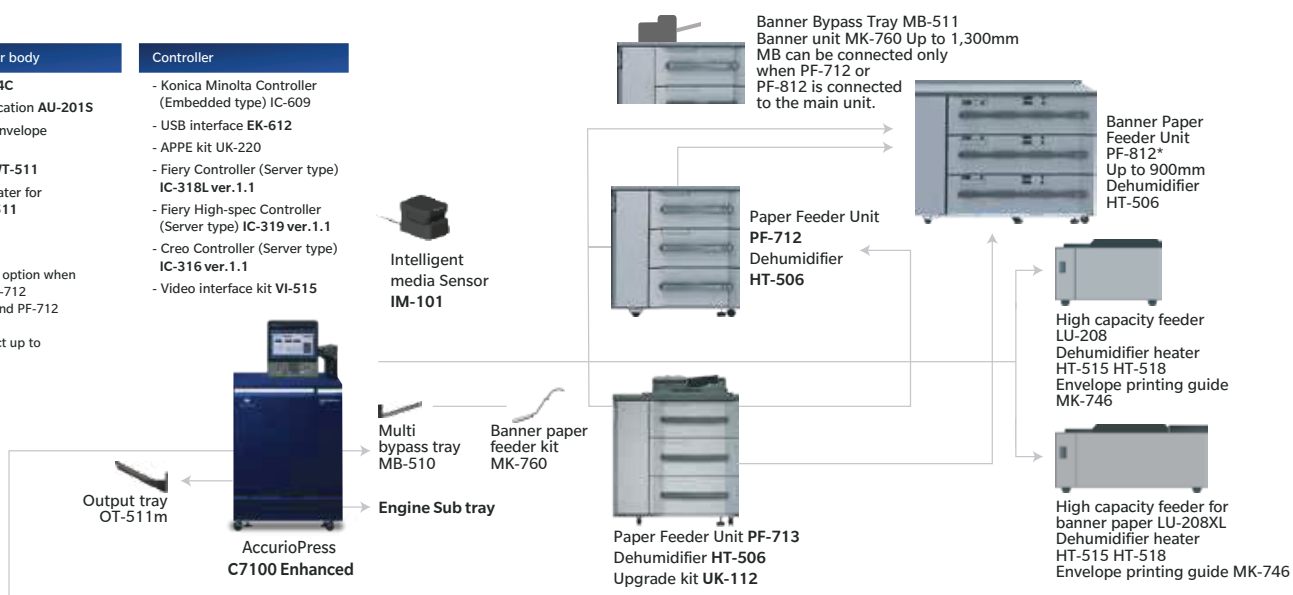 r body
4C
cation AU-201S
nvelope
VT-511
ater for
511
option when
-712
nd PF-712
ct up to
Controller
- Konica Minolta Controller
(Embedded type) IC-609
- USB interface EK-612
- APPE kit UK-220
- Fiery Controller (Server type)
IC-318L ver.1.1
- Fiery High-spec Controller
(Server type) IC-319 ver.1.1
- Creo Controller (Server type)
IC-316 ver.1.1
- Video interface kit VI-515
Intelligent
media Sensor
IM-101
Banner Bypass Tray MB-511
Banner unit MK-760 Up to 1,300mm
MB can be connected only
when PF-712 or
PF-812 is connected
to the main unit.
Banner Paper
Feeder Unit
PF-812*
Up to 900mm
Dehumidifier
HT-506
Paper Feeder Unit
PF-712
Dehumidifier
HT-506
High capacity feeder
LU-208
Dehumidifier heater
HT-515 HT-518
Envelope printing guide
MK-746
Multi
bypass tray
MB-510
Banner paper
feeder kit
MK-760
Output tray
OT-511m
Engine Sub tray
AccurioPress
C7100 Enhanced
Paper Feeder Unit PF-713
Dehumidifier HT-506
Upgrade kit UK-112
High capacity feeder for
banner paper LU-208XL
Dehumidifier heater
HT-515 HT-518
Envelope printing guide MK-746